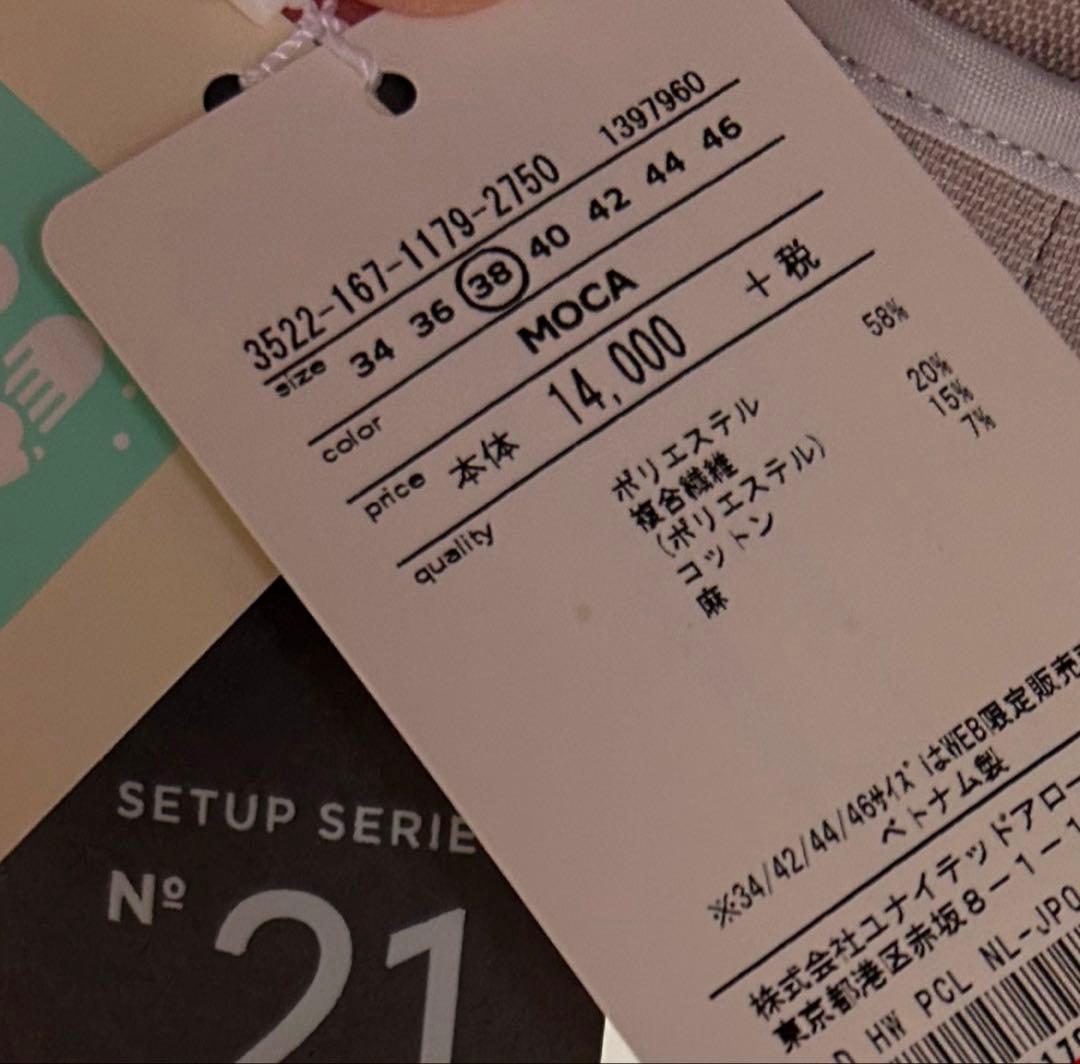 3522-167-1179-2750 1397960
size 34 36 38 40 42 44 46
color MOCA
price 本体 14,000 +税
quality ポリエステル 58%
複合繊維
(ポリエステル) 20%
コットン 15%
麻 7%
※34/42/44/46サイズはWEB限定販売
ベトナム製
株式会社ユナイテッドアロー
東京都港区赤坂8-1-1
HW PCL NL-JPO
SETUP SERIE
Nº 21